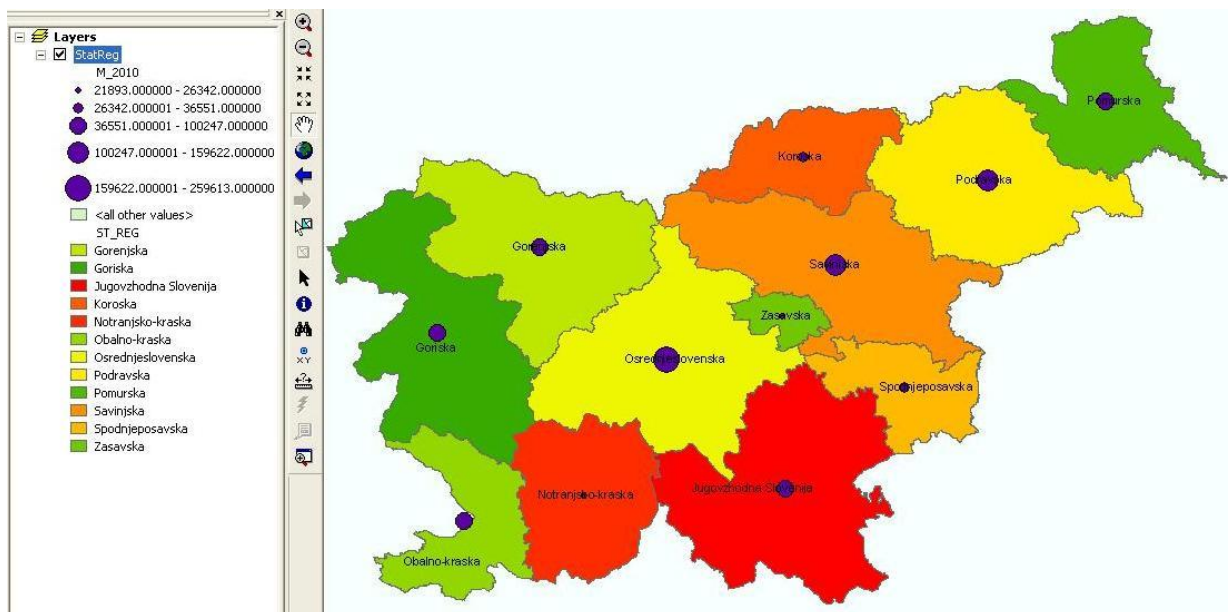 Layers
StatReg
M_2010
21893.000000 - 26342.000000
26342.000001 - 36551.000000
36551.000001 - 100247.000000
100247.000001 - 159622.000000
159622.000001 - 259613.000000
<all other values>
ST_REG
Gorenjska
Goriska
Jugovzhodna Slovenija
Koroska
Notranjsko-kraska
Obalno-kraska
Osrednjeslovenska
Podravska
Pomurska
Savinjska
Spodnjeposavska
Zasavska
XY
Pomurska
Koroska
Podravska
Gorenjska
Savinjska
Zasavska
Goriska
Osrednjeslovenska
Spodnjeposavska
Jugovzhodna Slovenija
Notranjsko-kraska
Obalno-kraska